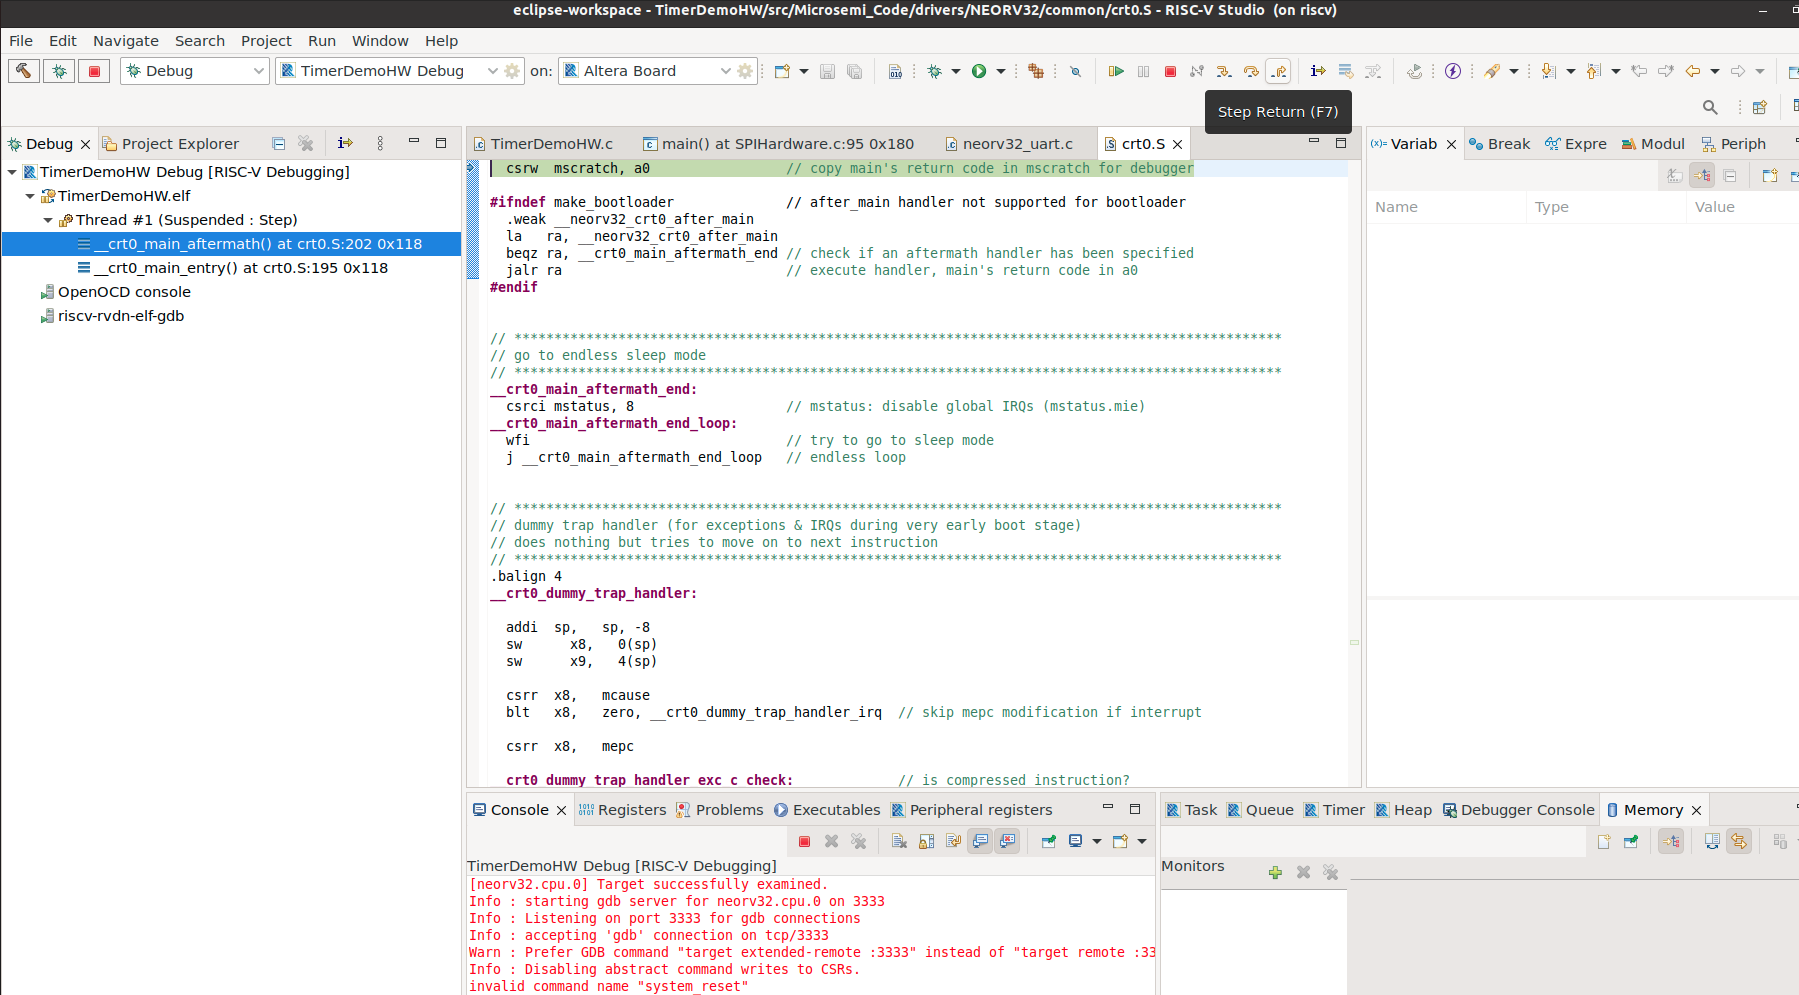 eclipse-workspace - TimerDemoHW/src/Microsemi_Code/drivers/NEORV32/common/crt0.S - RISC-V Studio (on riscv)
File Edit Navigate Search Project Run Window Help
Debug TimerDemoHW Debug on: Altera Board
Step Return (F7)
Debug Project Explorer
TimerDemoHW Debug [RISC-V Debugging]
TimerDemoHW.elf
Thread #1 (Suspended : Step)
__crt0_main_aftermath() at crt0.S:202 0x118
__crt0_main_entry() at crt0.S:195 0x118
OpenOCD console
riscv-rvdn-elf-gdb
TimerDemoHW.c main() at SPIHardware.c:95 0x180 neorv32_uart.c crt0.S
csrw  mscratch, a0                 // copy main's return code in mscratch for debugger
#ifndef make_bootloader              // after_main handler not supported for bootloader
.weak __neorv32_crt0_after_main
la   ra, __neorv32_crt0_after_main
beqz ra, __crt0_main_aftermath_end // check if an aftermath handler has been specified
jalr ra                            // execute handler, main's return code in a0
#endif
// ************************************************************************************************
// go to endless sleep mode
// ************************************************************************************************
__crt0_main_aftermath_end:
csrci mstatus, 8                   // mstatus: disable global IRQs (mstatus.mie)
__crt0_main_aftermath_end_loop:
wfi                                // try to go to sleep mode
j __crt0_main_aftermath_end_loop   // endless loop
// ************************************************************************************************
// dummy trap handler (for exceptions & IRQs during very early boot stage)
// does nothing but tries to move on to next instruction
// ************************************************************************************************
.balign 4
__crt0_dummy_trap_handler:
addi  sp,   sp, -8
sw      x8,   0(sp)
sw      x9,   4(sp)
csrr  x8,   mcause
blt   x8,   zero, __crt0_dummy_trap_handler_irq  // skip mepc modification if interrupt
csrr  x8,   mepc
__crt0_dummy_trap_handler_exc_c_check:             // is compressed instruction?
Variab Break Expre Modul Periph
Name Type Value
Console Registers Problems Executables Peripheral registers
TimerDemoHW Debug [RISC-V Debugging]
[neorv32.cpu.0] Target successfully examined.
Info : starting gdb server for neorv32.cpu.0 on 3333
Info : Listening on port 3333 for gdb connections
Info : accepting 'gdb' connection on tcp/3333
Warn : Prefer GDB command "target extended-remote :3333" instead of "target remote :33
Info : Disabling abstract command writes to CSRs.
invalid command name "system_reset"
Task Queue Timer Heap Debugger Console Memory
Monitors